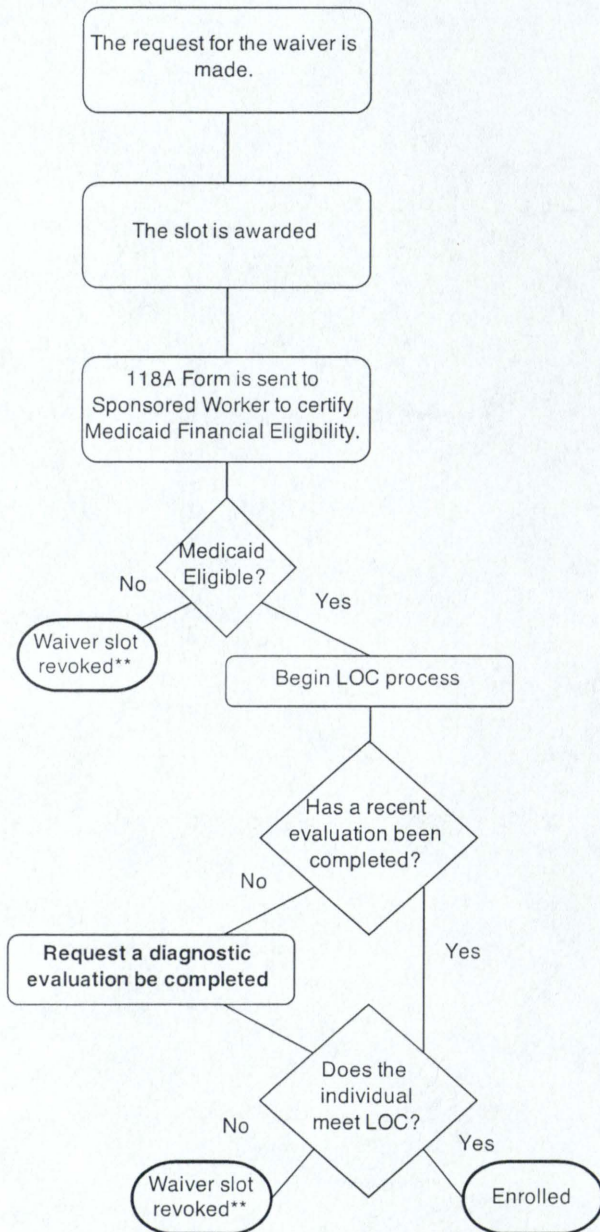 The request for the waiver is
made.
The slot is awarded
118A Form is sent to
Sponsored Worker to certify
Medicaid Financial Eligibility.
Medicaid
Eligible?
No
Yes
Waiver slot
revoked**
Begin LOC process
Has a recent
evaluation been
completed?
No
Yes
Request a diagnostic
evaluation be completed
Does the
individual
meet LOC?
No
Yes
Waiver slot
revoked**
Enrolled